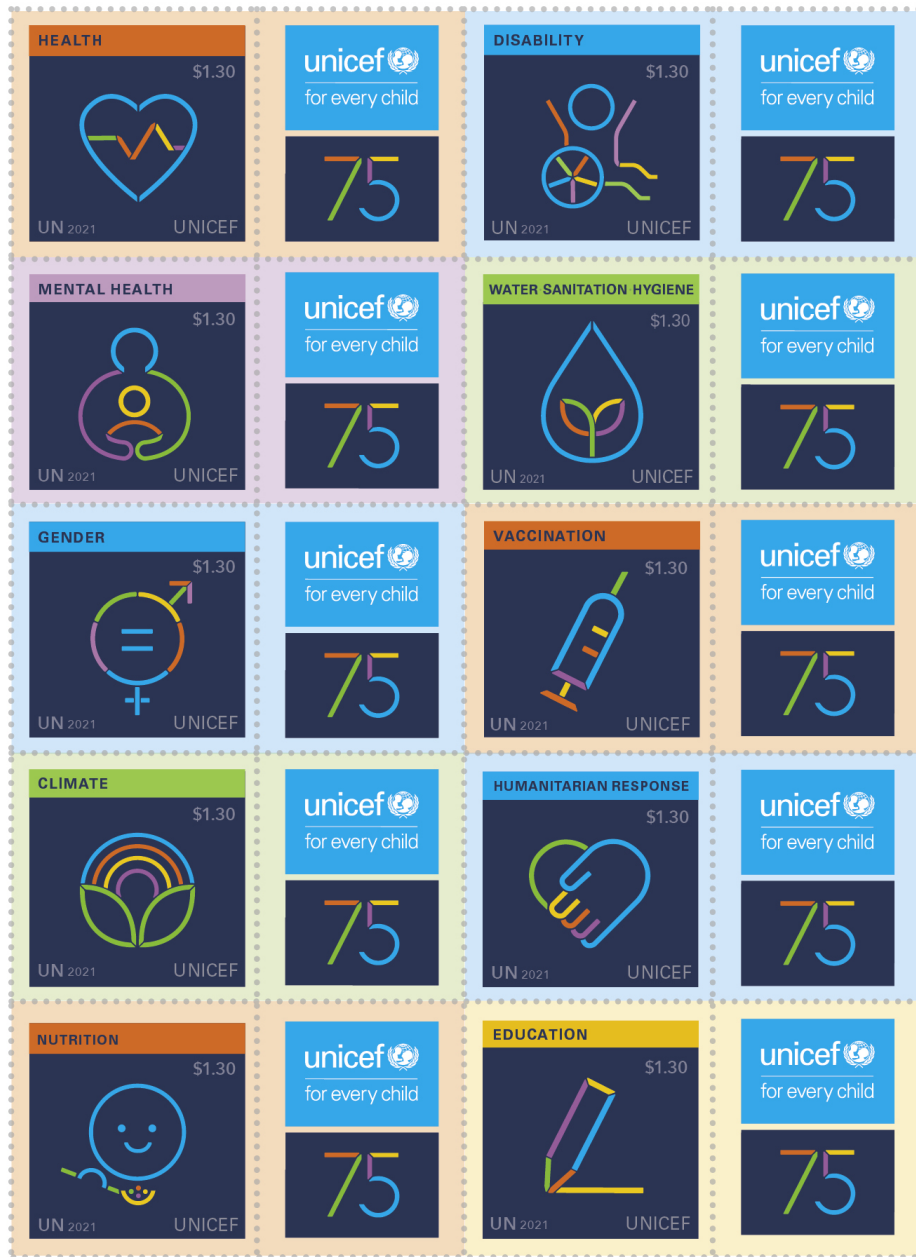 HEALTH
$1.30
UN 2021 UNICEF
unicef
for every child
75
DISABILITY
$1.30
UN 2021 UNICEF
unicef
for every child
75
MENTAL HEALTH
$1.30
UN 2021 UNICEF
unicef
for every child
75
WATER SANITATION HYGIENE
$1.30
UN 2021 UNICEF
unicef
for every child
75
GENDER
$1.30
UN 2021 UNICEF
unicef
for every child
75
VACCINATION
$1.30
UN 2021 UNICEF
unicef
for every child
75
CLIMATE
$1.30
UN 2021 UNICEF
unicef
for every child
75
HUMANITARIAN RESPONSE
$1.30
UN 2021 UNICEF
unicef
for every child
75
NUTRITION
$1.30
UN 2021 UNICEF
unicef
for every child
75
EDUCATION
$1.30
UN 2021 UNICEF
unicef
for every child
75